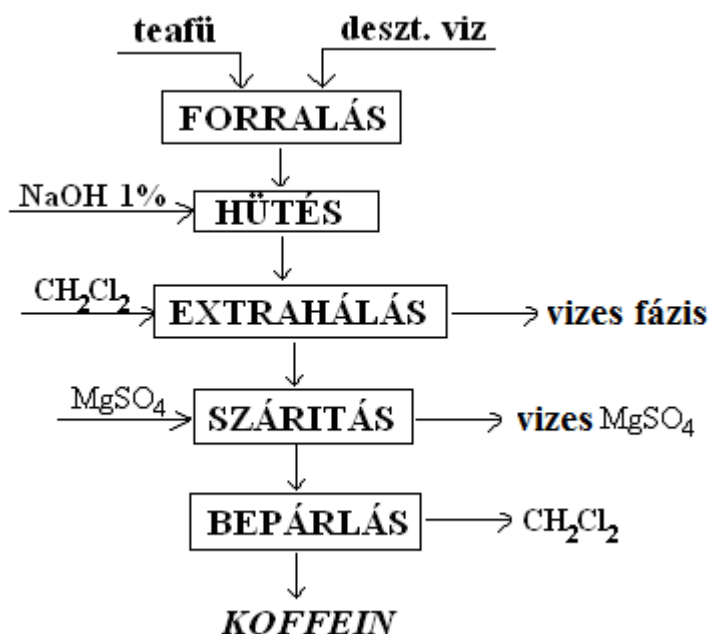 teafü deszt. viz
FORRALÁS
NaOH 1%
HÜTÉS
CH₂Cl₂
EXTRAHÁLÁS
vizes fázis
MgSO₄
SZÁRITÁS
vizes MgSO₄
BEPÁRLÁS
CH₂Cl₂
KOFFEIN